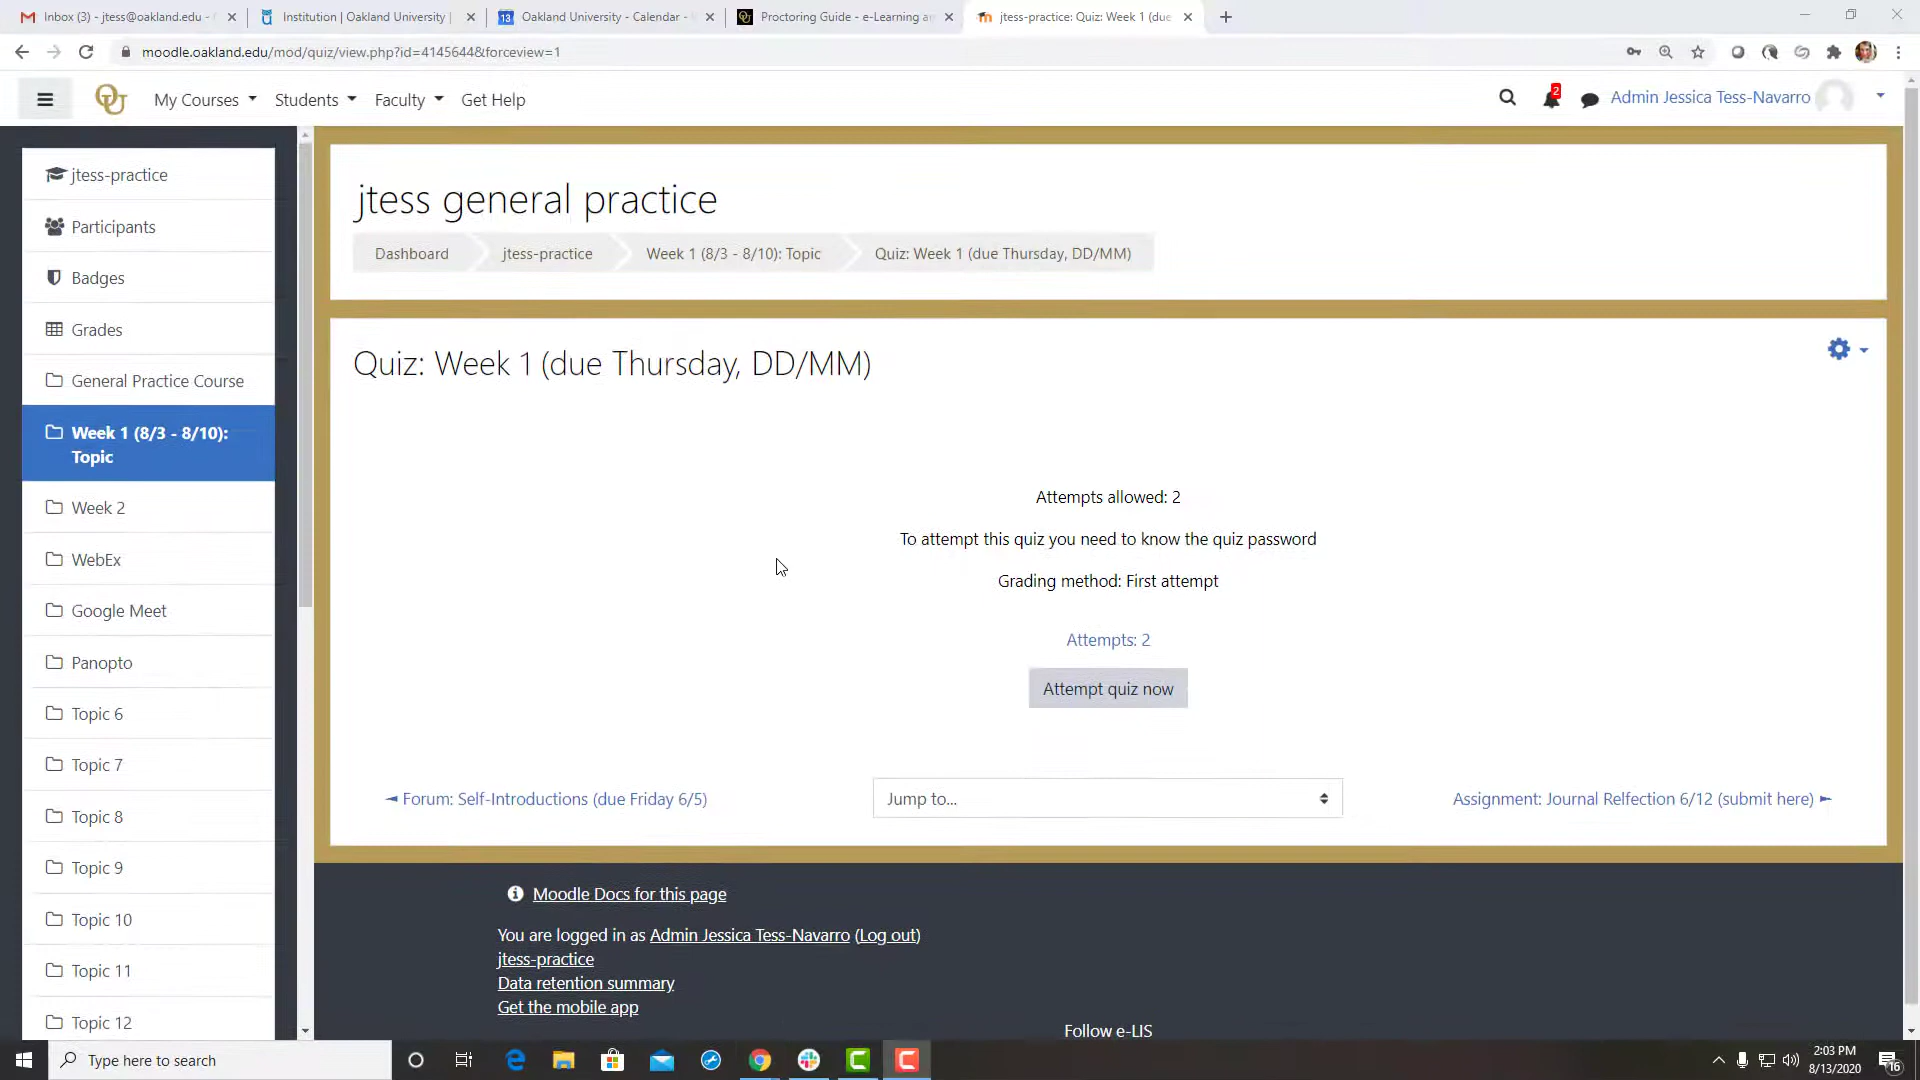 Inbox (3) - jtess@oakland.edu -
Institution | Oakland University |
13
Oakland University - Calendar -
Proctoring Guide - e-Learning a
jtess-practice: Quiz: Week 1 (due
moodle.oakland.edu/mod/quiz/view.php?id=4145644&forceview=1
OU
My Courses
Students
Faculty
Get Help
2
Admin Jessica Tess-Navarro
jtess-practice
Participants
Badges
Grades
General Practice Course
Week 1 (8/3 - 8/10):
Topic
Week 2
WebEx
Google Meet
Panopto
Topic 6
Topic 7
Topic 8
Topic 9
Topic 10
Topic 11
Topic 12
jtess general practice
Dashboard
jtess-practice
Week 1 (8/3 - 8/10): Topic
Quiz: Week 1 (due Thursday, DD/MM)
Quiz: Week 1 (due Thursday, DD/MM)
Attempts allowed: 2
To attempt this quiz you need to know the quiz password
Grading method: First attempt
Attempts: 2
Attempt quiz now
◄ Forum: Self-Introductions (due Friday 6/5)
Jump to...
Assignment: Journal Relfection 6/12 (submit here) ►
Moodle Docs for this page
You are logged in as Admin Jessica Tess-Navarro (Log out)
jtess-practice
Data retention summary
Get the mobile app
Follow e-LIS
Type here to search
2:03 PM
8/13/2020
16